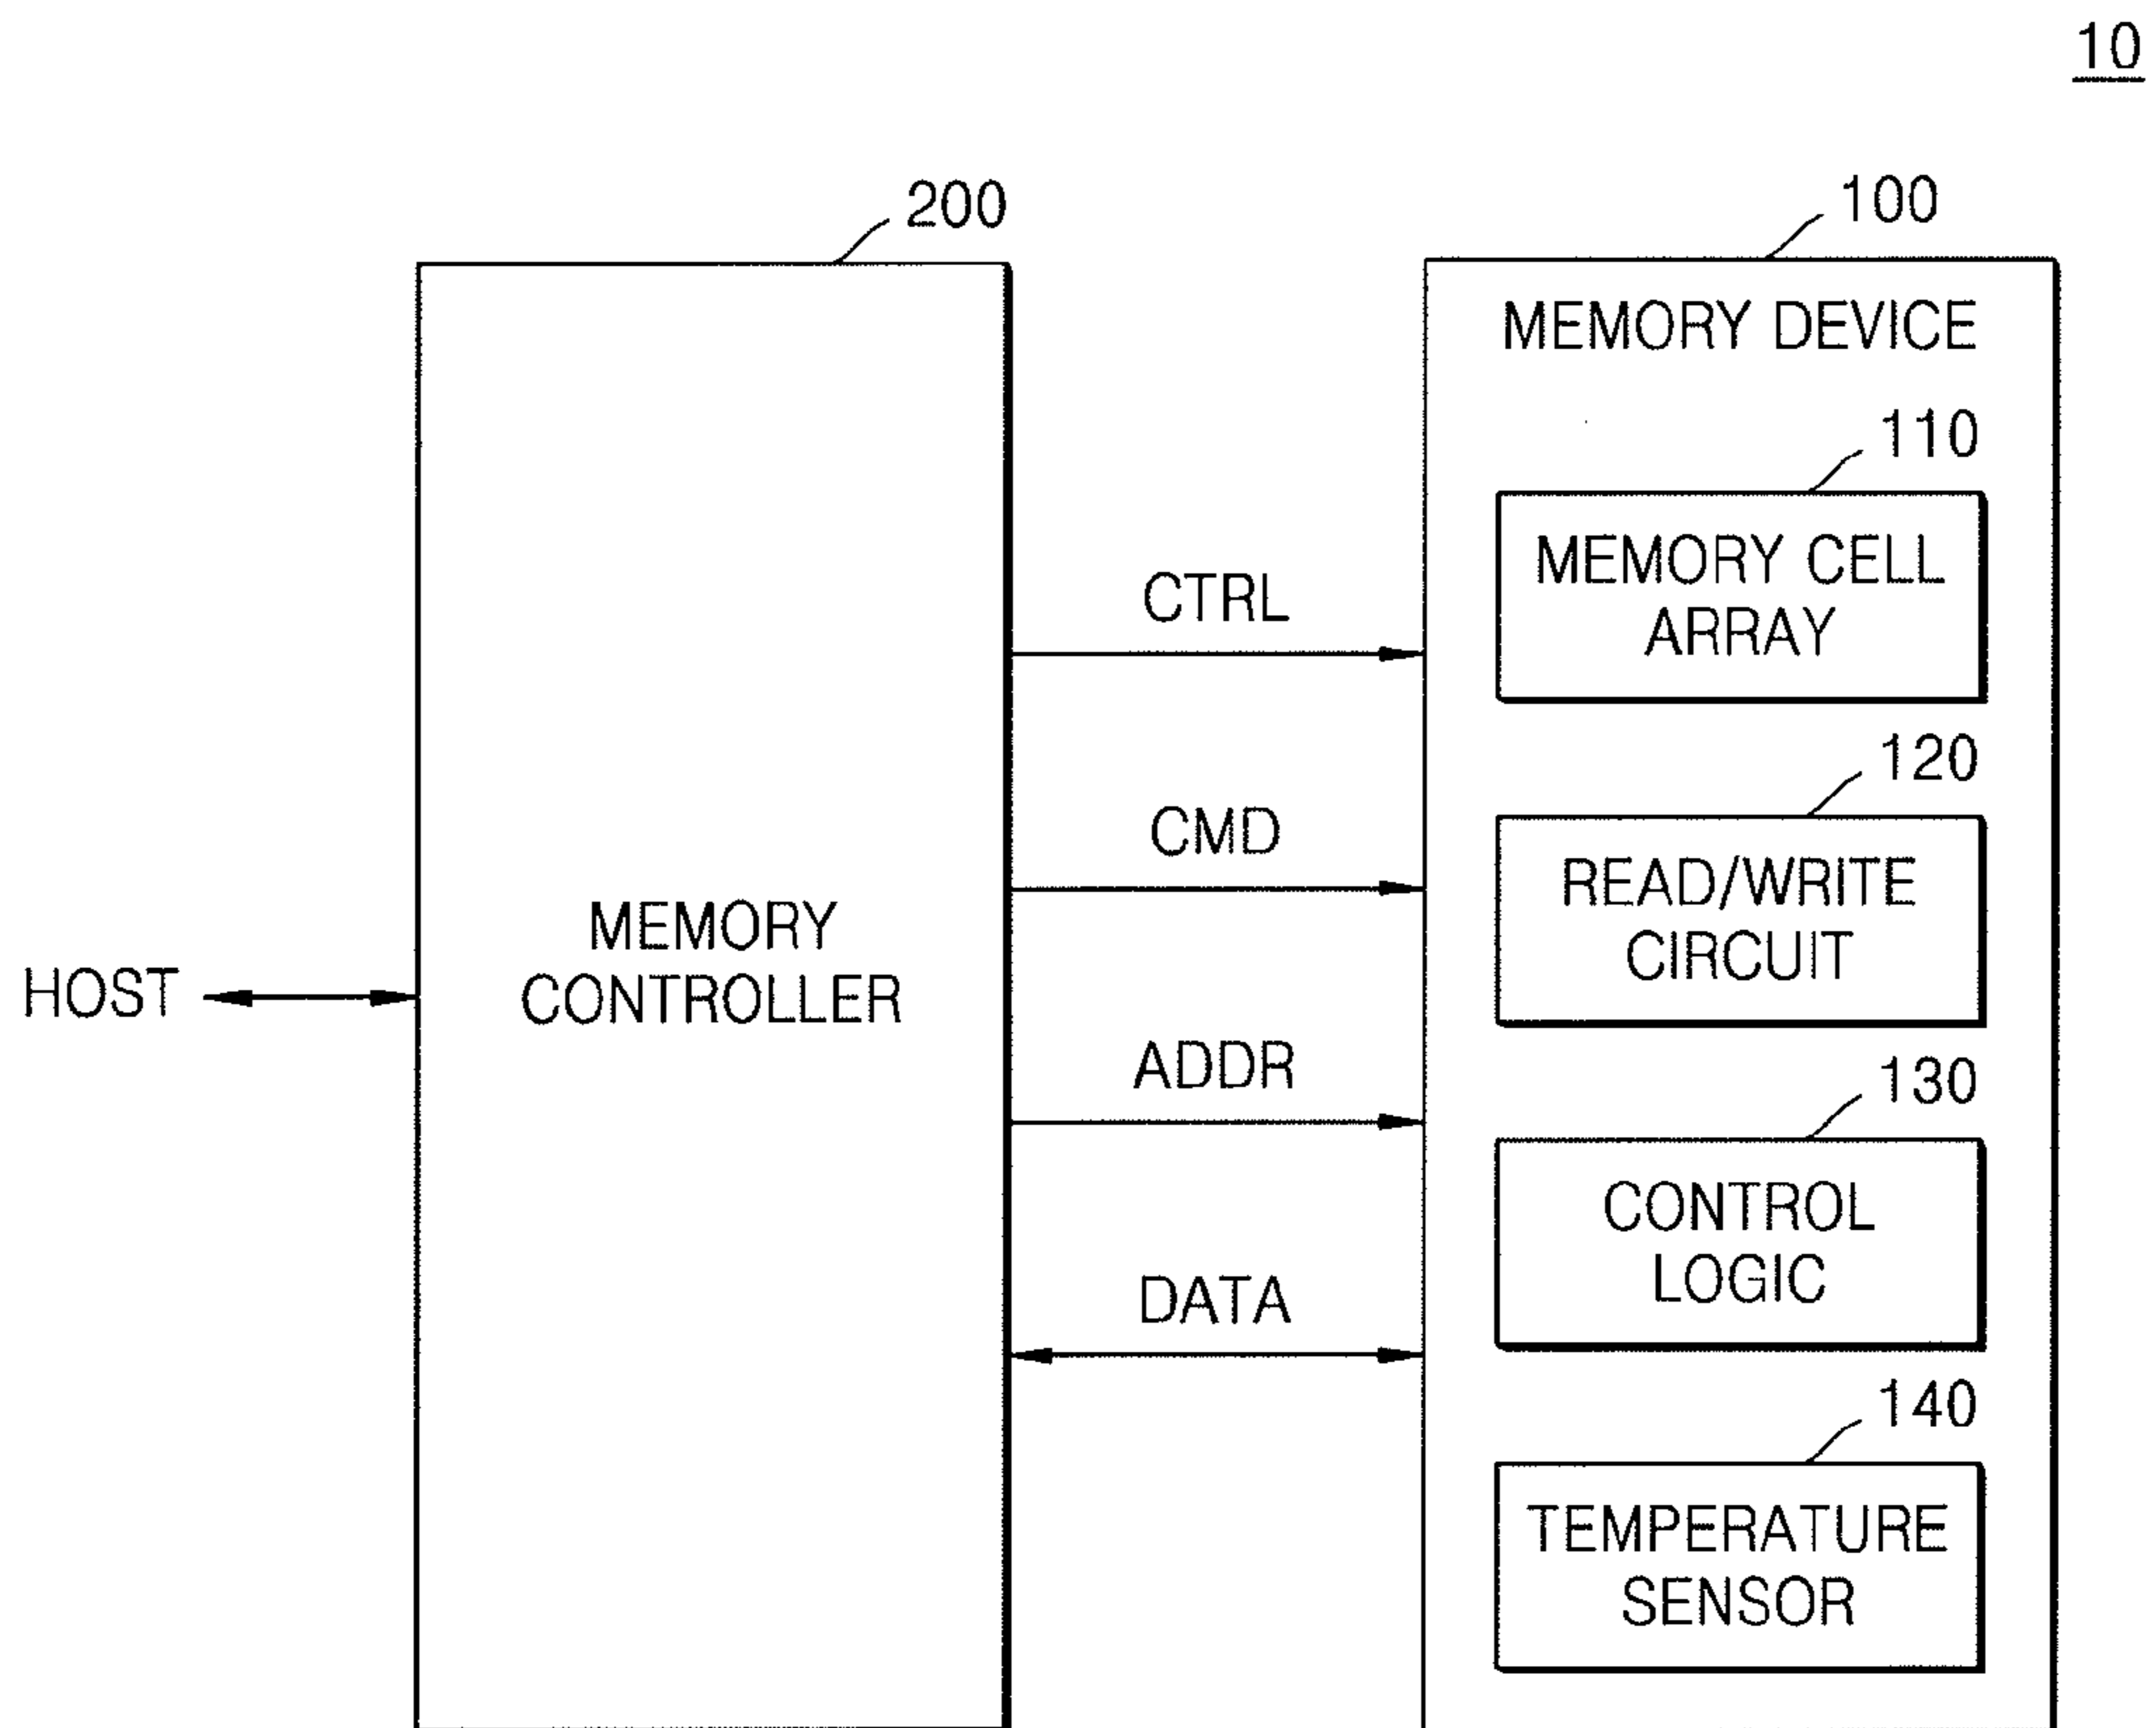 10
200
100
MEMORY DEVICE
110
MEMORY CELL
ARRAY
CTRL
120
CMD
READ/WRITE
CIRCUIT
MEMORY
CONTROLLER
HOST
ADDR
130
CONTROL
LOGIC
DATA
140
TEMPERATURE
SENSOR